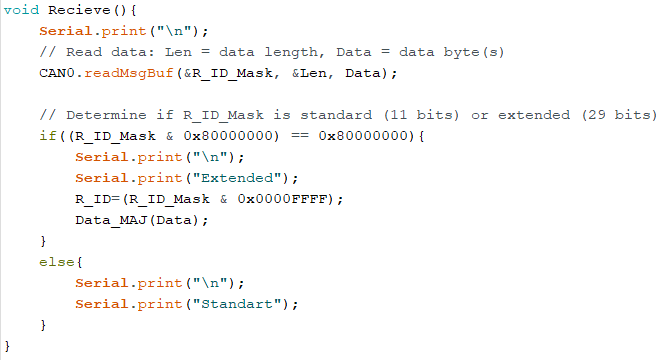 void Recieve(){
    Serial.print("\n");
    // Read data: Len = data length, Data = data byte(s)
    CAN0.readMsgBuf(&R_ID_Mask, &Len, Data);

    // Determine if R_ID_Mask is standard (11 bits) or extended (29 bits)
    if((R_ID_Mask & 0x80000000) == 0x80000000){
        Serial.print("\n");
        Serial.print("Extended");
        R_ID=(R_ID_Mask & 0x0000FFFF);
        Data_MAJ(Data);
    }
    else{
        Serial.print("\n");
        Serial.print("Standart");
    }
}